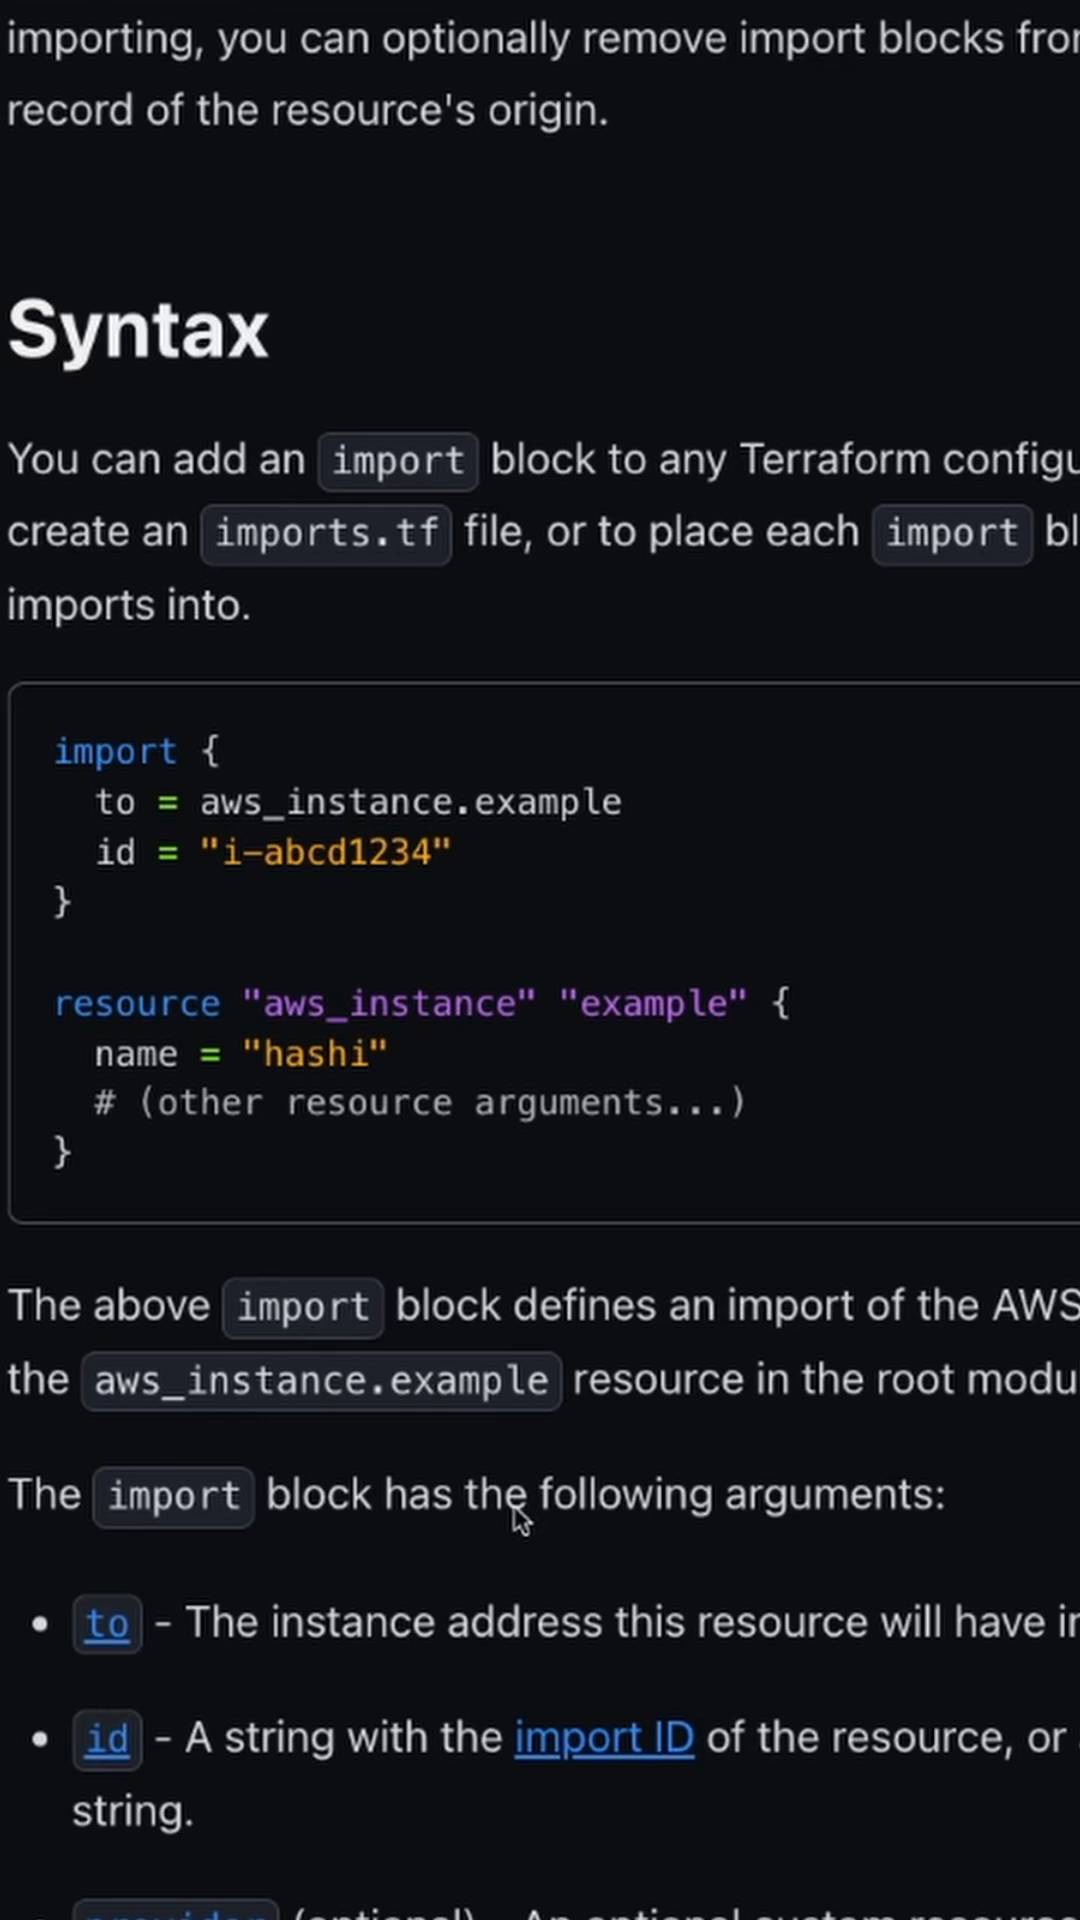 importing, you can optionally remove import blocks from
record of the resource's origin.
Syntax
You can add an import block to any Terraform
create an imports.tf file, or to place each import
imports into.
import {
  to = aws_instance.example
  id = "i-abcd1234"
}
resource "aws_instance" "example" {
  name = "hashi"
  # (other resource arguments...)
}
The above import block defines an import of the AWS
the aws_instance.example resource in the root
The import block has the following arguments:
• to - The instance address this resource will have
• id - A string with the import ID of the resource, or
string.
(optional) - An optional custom